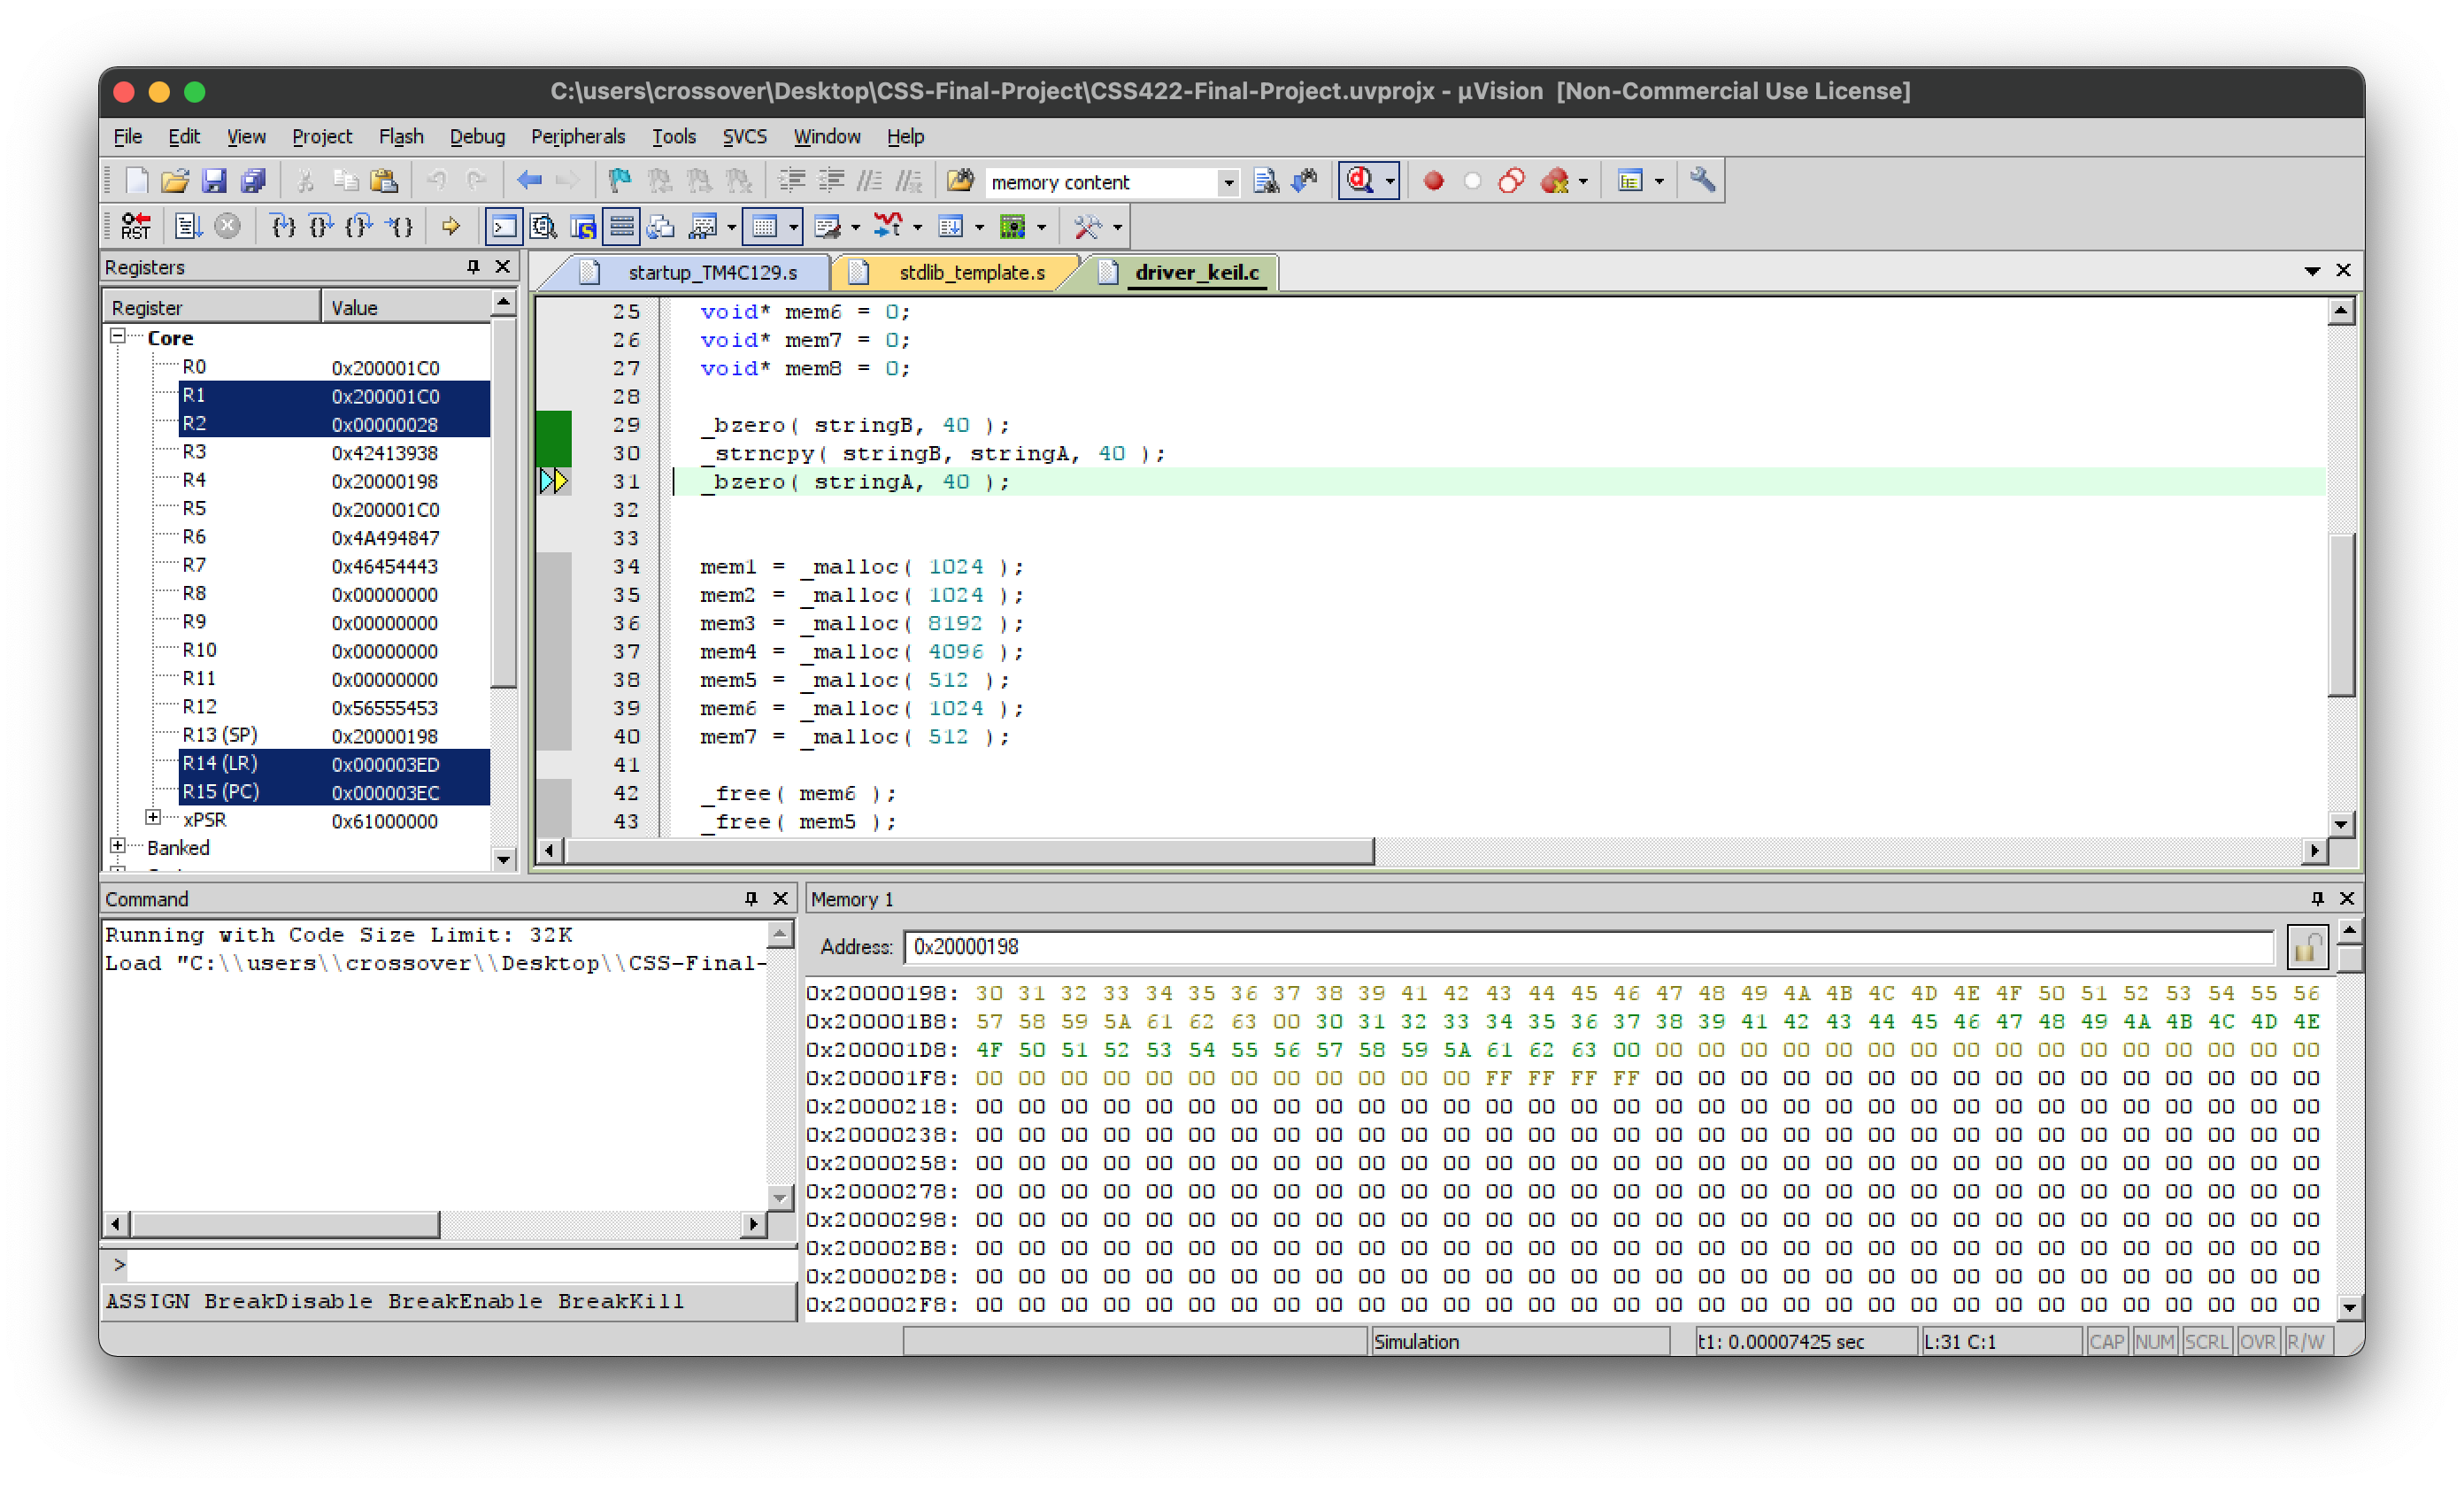 C:\users\crossover\Desktop\CSS-Final-Project\CSS422-Final-Project.uvprojx - µVision [Non-Commercial Use License]
File Edit View Project Flash Debug Peripherals Tools SVCS Window Help
memory content
RST
Registers
Register Value
Core
R0 0x200001C0
R1 0x200001C0
R2 0x00000028
R3 0x42413938
R4 0x20000198
R5 0x200001C0
R6 0x4A494847
R7 0x46454443
R8 0x00000000
R9 0x00000000
R10 0x00000000
R11 0x00000000
R12 0x56555453
R13 (SP) 0x20000198
R14 (LR) 0x000003ED
R15 (PC) 0x000003EC
xPSR 0x61000000
Banked
startup_TM4C129.s stdlib_template.s driver_keil.c
25 void* mem6 = 0;
26 void* mem7 = 0;
27 void* mem8 = 0;
28
29 _bzero( stringB, 40 );
30 _strncpy( stringB, stringA, 40 );
31 _bzero( stringA, 40 );
32
33
34 mem1 = _malloc( 1024 );
35 mem2 = _malloc( 1024 );
36 mem3 = _malloc( 8192 );
37 mem4 = _malloc( 4096 );
38 mem5 = _malloc( 512 );
39 mem6 = _malloc( 1024 );
40 mem7 = _malloc( 512 );
41
42 _free( mem6 );
43 _free( mem5 );
Command
Running with Code Size Limit: 32K
Load "C:\\users\\crossover\\Desktop\\CSS-Final-
>
ASSIGN BreakDisable BreakEnable BreakKill
Memory 1
Address: 0x20000198
0x20000198: 30 31 32 33 34 35 36 37 38 39 41 42 43 44 45 46 47 48 49 4A 4B 4C 4D 4E 4F 50 51 52 53 54 55 56
0x200001B8: 57 58 59 5A 61 62 63 00 30 31 32 33 34 35 36 37 38 39 41 42 43 44 45 46 47 48 49 4A 4B 4C 4D 4E
0x200001D8: 4F 50 51 52 53 54 55 56 57 58 59 5A 61 62 63 00 00 00 00 00 00 00 00 00 00 00 00 00 00 00 00 00
0x200001F8: 00 00 00 00 00 00 00 00 00 00 00 00 FF FF FF FF 00 00 00 00 00 00 00 00 00 00 00 00 00 00 00 00
0x20000218: 00 00 00 00 00 00 00 00 00 00 00 00 00 00 00 00 00 00 00 00 00 00 00 00 00 00 00 00 00 00 00 00
0x20000238: 00 00 00 00 00 00 00 00 00 00 00 00 00 00 00 00 00 00 00 00 00 00 00 00 00 00 00 00 00 00 00 00
0x20000258: 00 00 00 00 00 00 00 00 00 00 00 00 00 00 00 00 00 00 00 00 00 00 00 00 00 00 00 00 00 00 00 00
0x20000278: 00 00 00 00 00 00 00 00 00 00 00 00 00 00 00 00 00 00 00 00 00 00 00 00 00 00 00 00 00 00 00 00
0x20000298: 00 00 00 00 00 00 00 00 00 00 00 00 00 00 00 00 00 00 00 00 00 00 00 00 00 00 00 00 00 00 00 00
0x200002B8: 00 00 00 00 00 00 00 00 00 00 00 00 00 00 00 00 00 00 00 00 00 00 00 00 00 00 00 00 00 00 00 00
0x200002D8: 00 00 00 00 00 00 00 00 00 00 00 00 00 00 00 00 00 00 00 00 00 00 00 00 00 00 00 00 00 00 00 00
0x200002F8: 00 00 00 00 00 00 00 00 00 00 00 00 00 00 00 00 00 00 00 00 00 00 00 00 00 00 00 00 00 00 00 00
Simulation t1: 0.00007425 sec L:31 C:1 CAP NUM SCRL OVR R/W